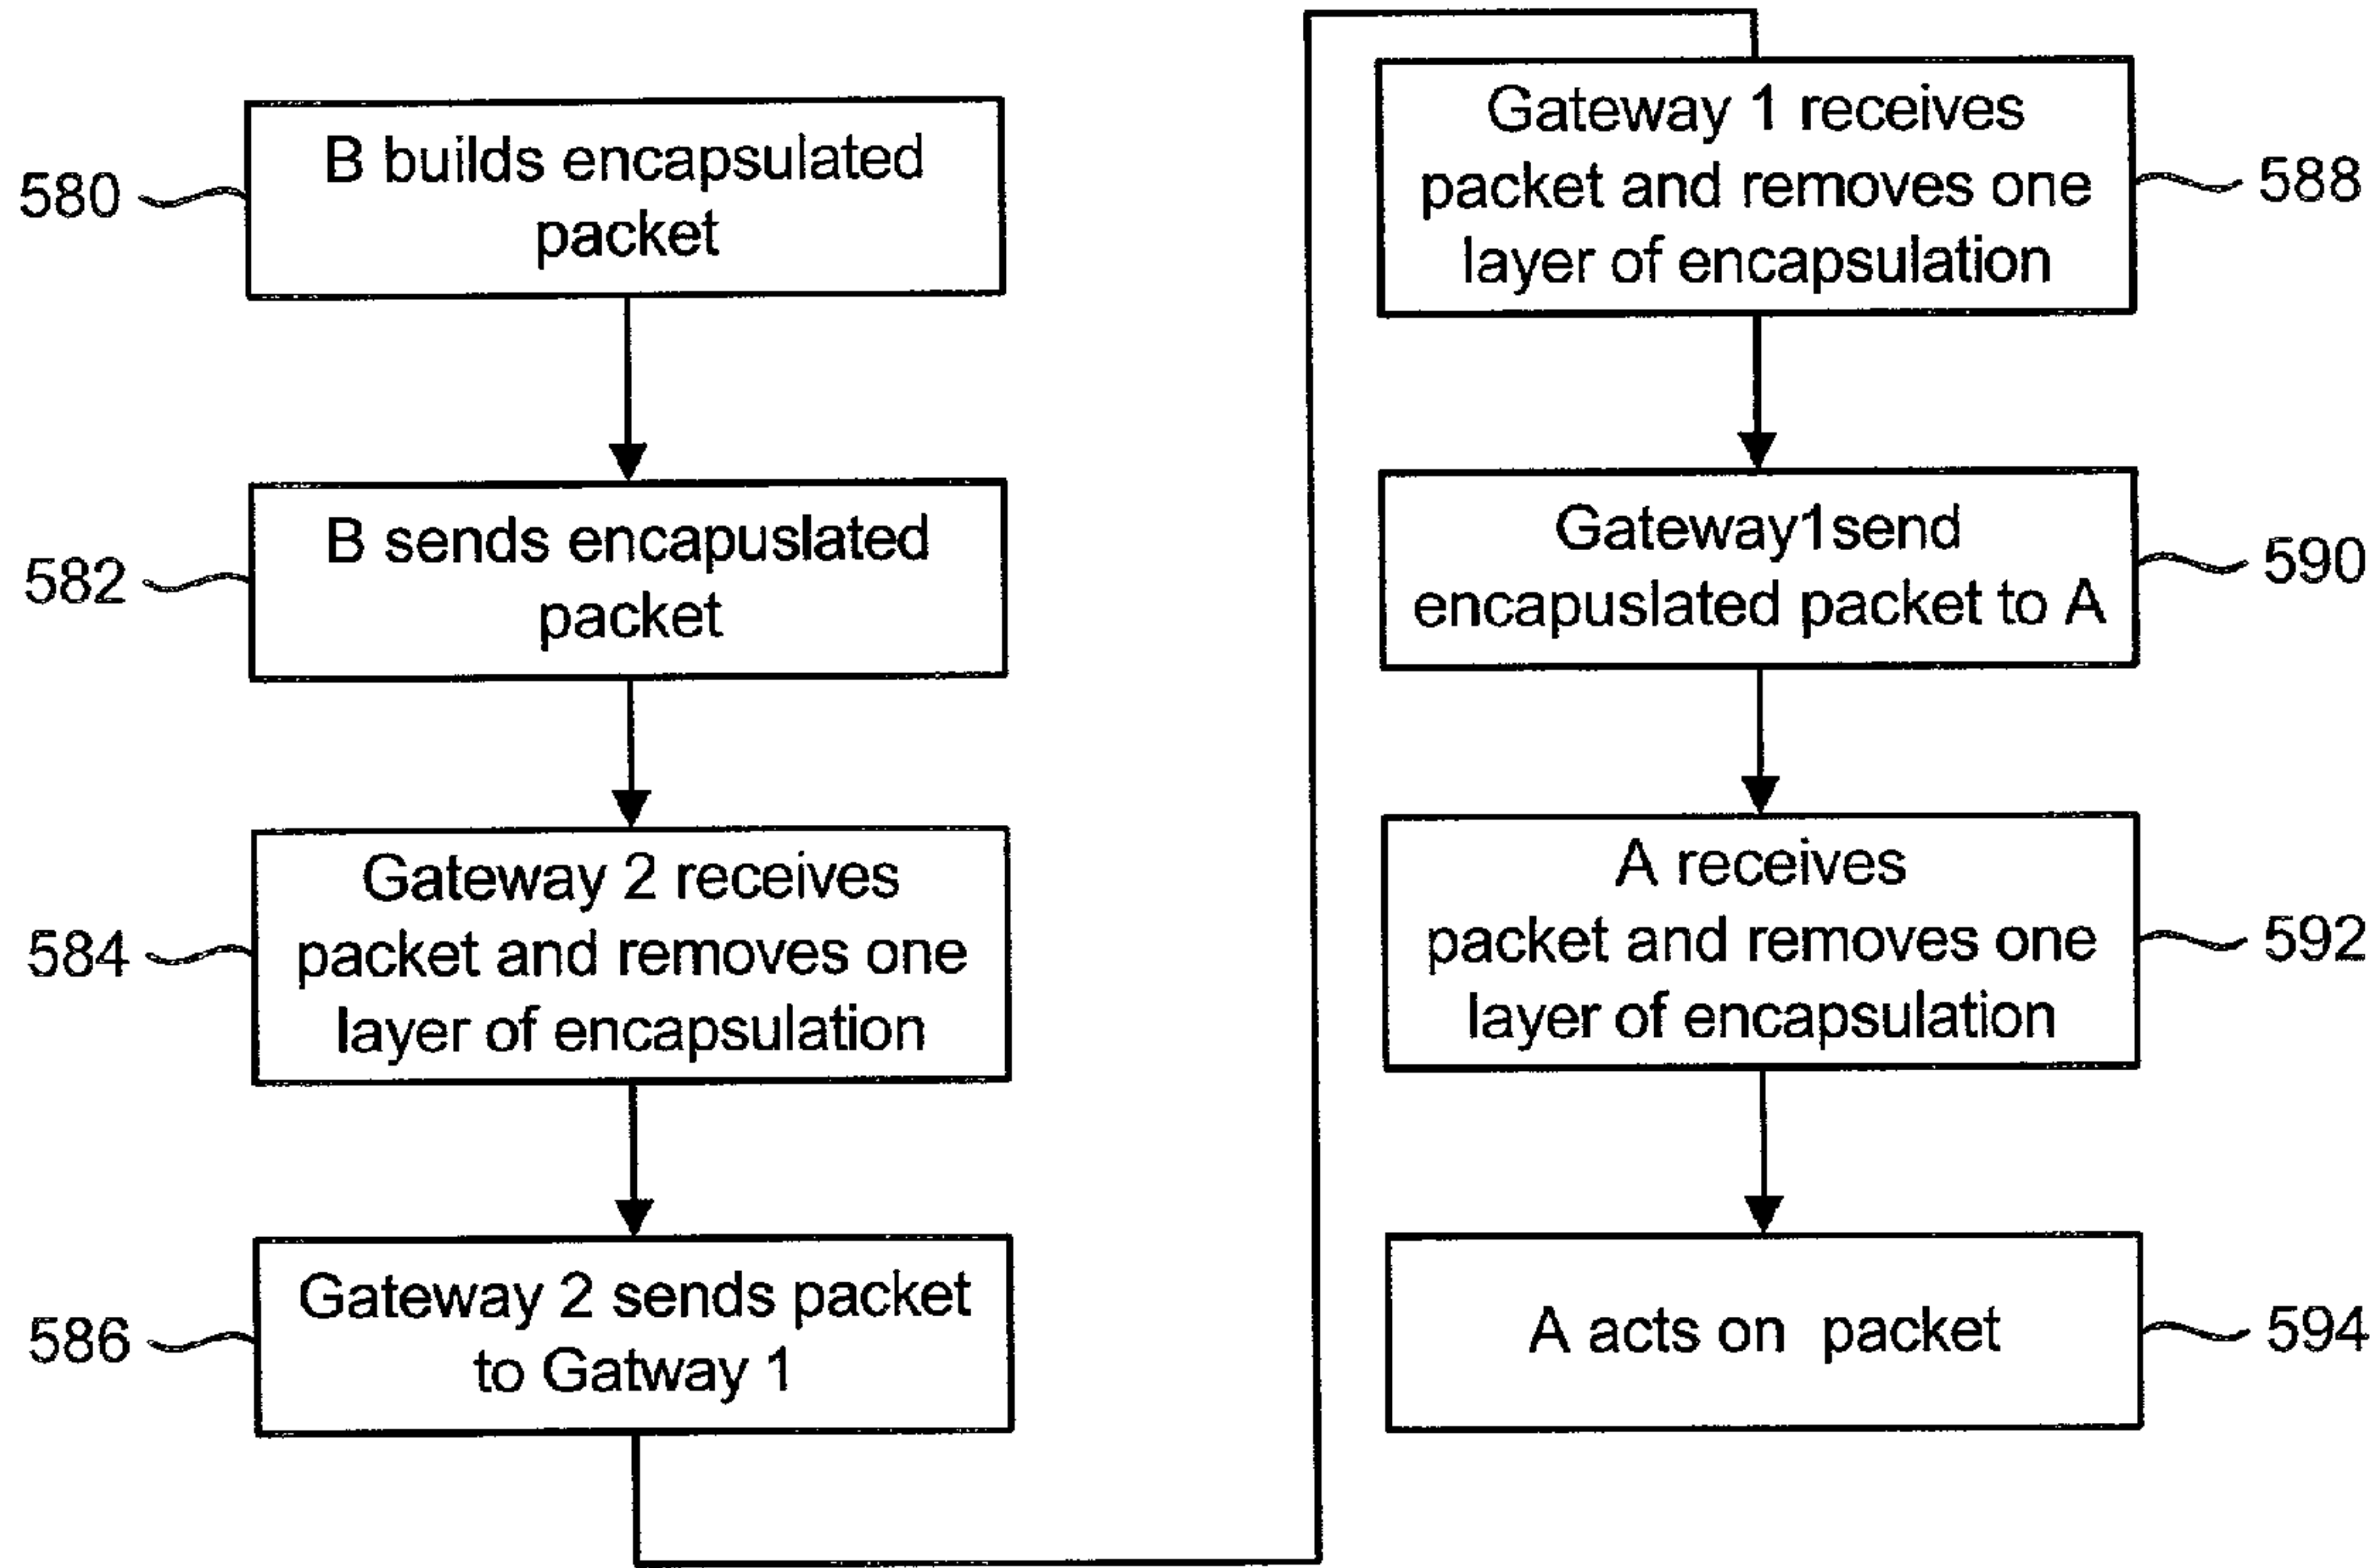 580
B builds encapsulated
packet
582
B sends encapuslated
packet
584
Gateway 2 receives
packet and removes one
layer of encapsulation
586
Gateway 2 sends packet
to Gatway 1
Gateway 1 receives
packet and removes one
layer of encapsulation
588
Gateway1send
encapuslated packet to A
590
A receives
packet and removes one
layer of encapsulation
592
A acts on packet
594